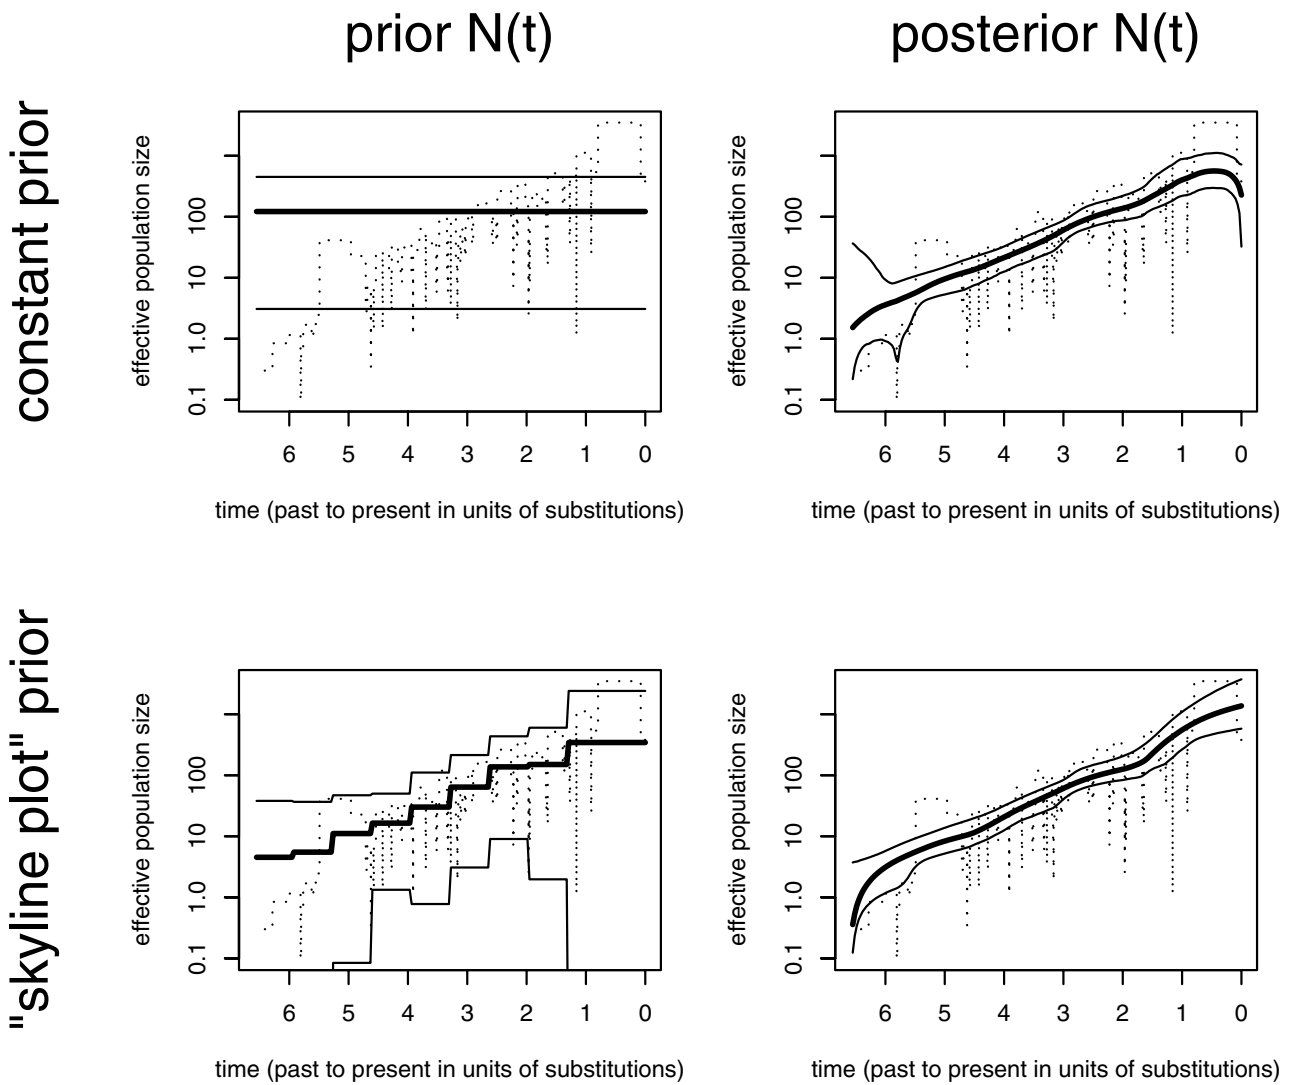 prior N(t)
posterior N(t)
constant prior
effective population size
100
10
1.0
0.1
6 5 4 3 2 1 0
time (past to present in units of substitutions)
effective population size
100
10
1.0
0.1
6 5 4 3 2 1 0
time (past to present in units of substitutions)
"skyline plot" prior
effective population size
100
10
1.0
0.1
6 5 4 3 2 1 0
time (past to present in units of substitutions)
effective population size
100
10
1.0
0.1
6 5 4 3 2 1 0
time (past to present in units of substitutions)